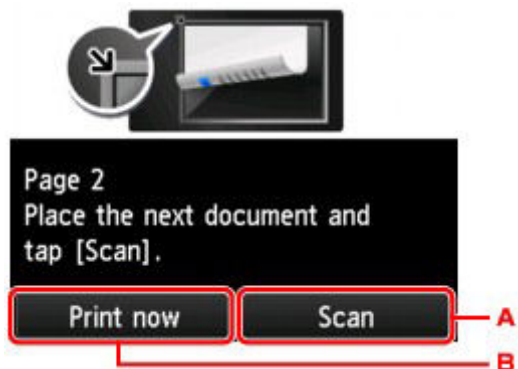 Page 2
Place the next document and
tap [Scan].
Print now
Scan
A
B